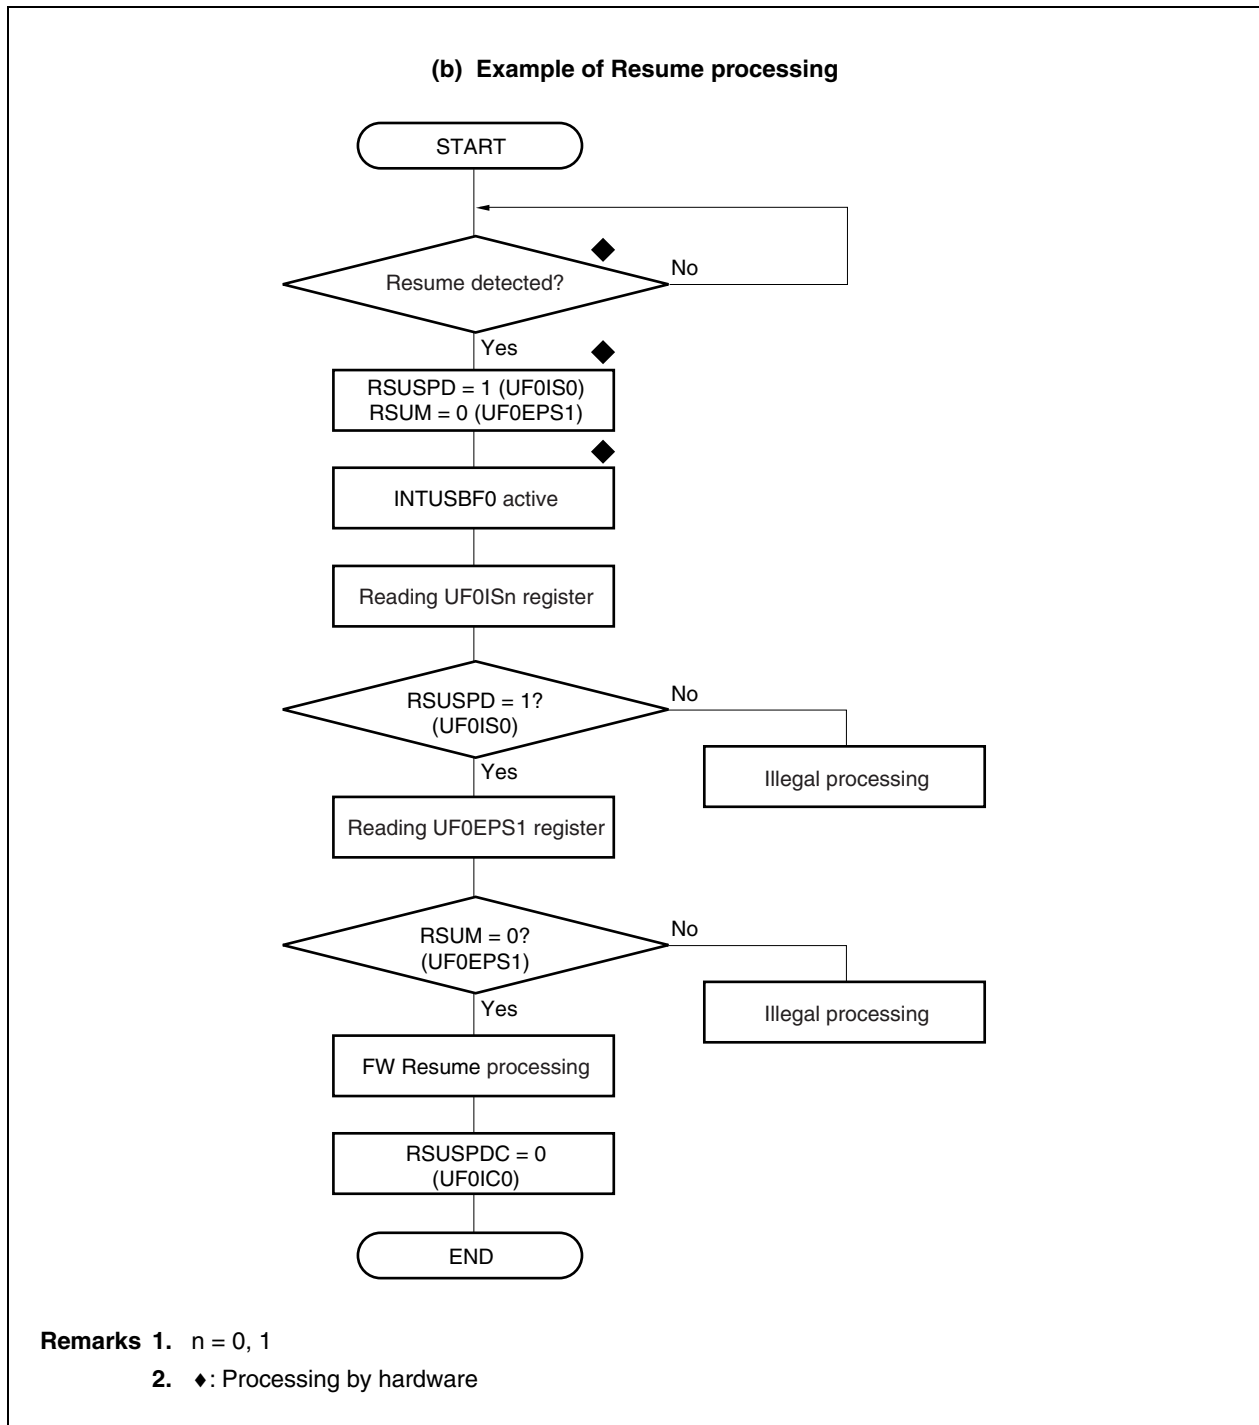 (b) Example of Resume processing
START
Resume detected?
No
Yes
RSUSPD = 1 (UF0IS0)
RSUM = 0 (UF0EPS1)
INTUSBF0 active
Reading UF0ISn register
RSUSPD = 1?
(UF0IS0)
No
Illegal processing
Yes
Reading UF0EPS1 register
RSUM = 0?
(UF0EPS1)
No
Illegal processing
Yes
FW Resume processing
RSUSPDC = 0
(UF0IC0)
END
Remarks 1. n = 0, 1
2. ♦: Processing by hardware